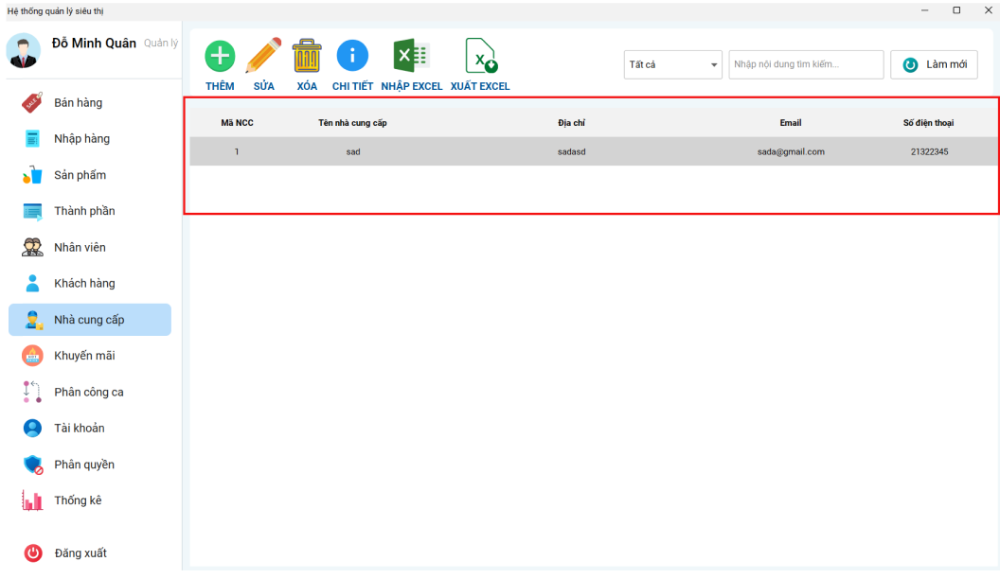 Hệ thống quản lý siêu thị
Đỗ Minh Quân Quản lý
THÊM SỬA XÓA CHI TIẾT NHẬP EXCEL XUẤT EXCEL
Tất cả
Nhập nội dung tìm kiếm...
Làm mới
Mã NCC Tên nhà cung cấp Địa chỉ Email Số điện thoại
1 sad sadasd sada@gmail.com 21322345
Bán hàng
Nhập hàng
Sản phẩm
Thành phần
Nhân viên
Khách hàng
Nhà cung cấp
Khuyến mãi
Phân công ca
Tài khoản
Phân quyền
Thống kê
Đăng xuất